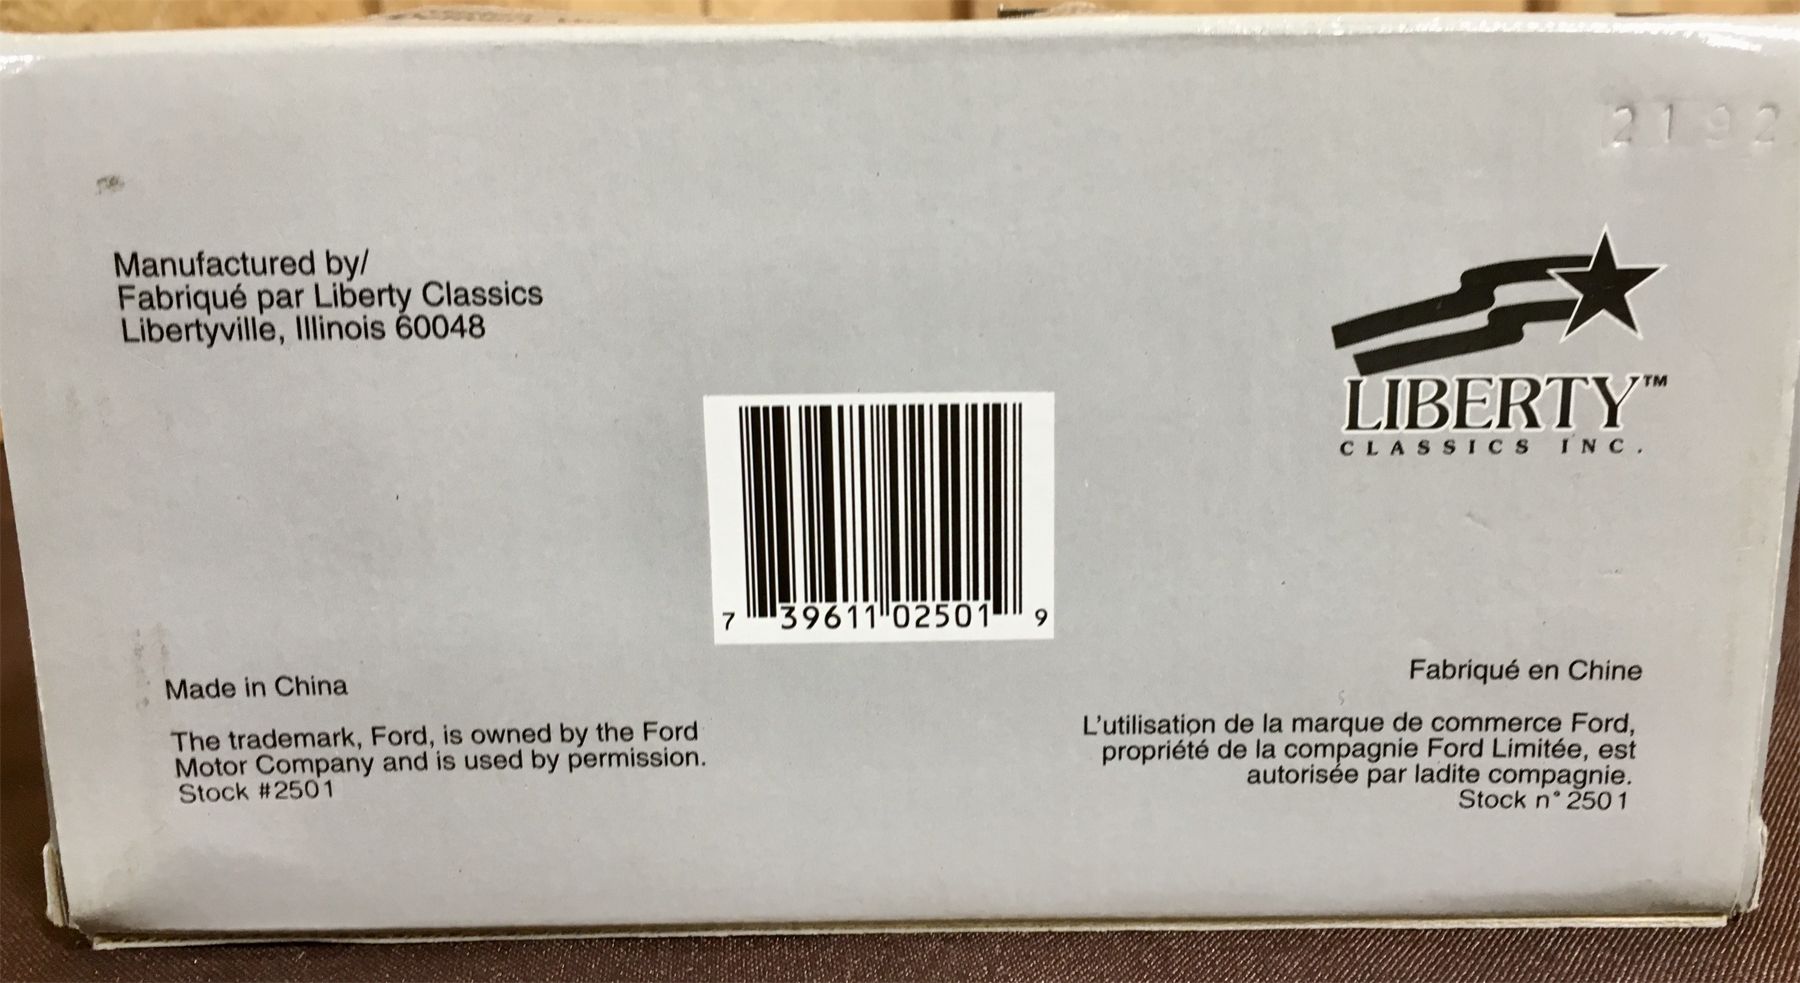 2192
Manufactured by/
Fabriqué par Liberty Classics
Libertyville, Illinois 60048
LIBERTY™
CLASSICS INC.
7 39611 02501 9
Made in China
The trademark, Ford, is owned by the Ford
Motor Company and is used by permission.
Stock #2501
Fabriqué en Chine
L'utilisation de la marque de commerce Ford,
propriété de la compagnie Ford Limitée, est
autorisée par ladite compagnie.
Stock n° 2501